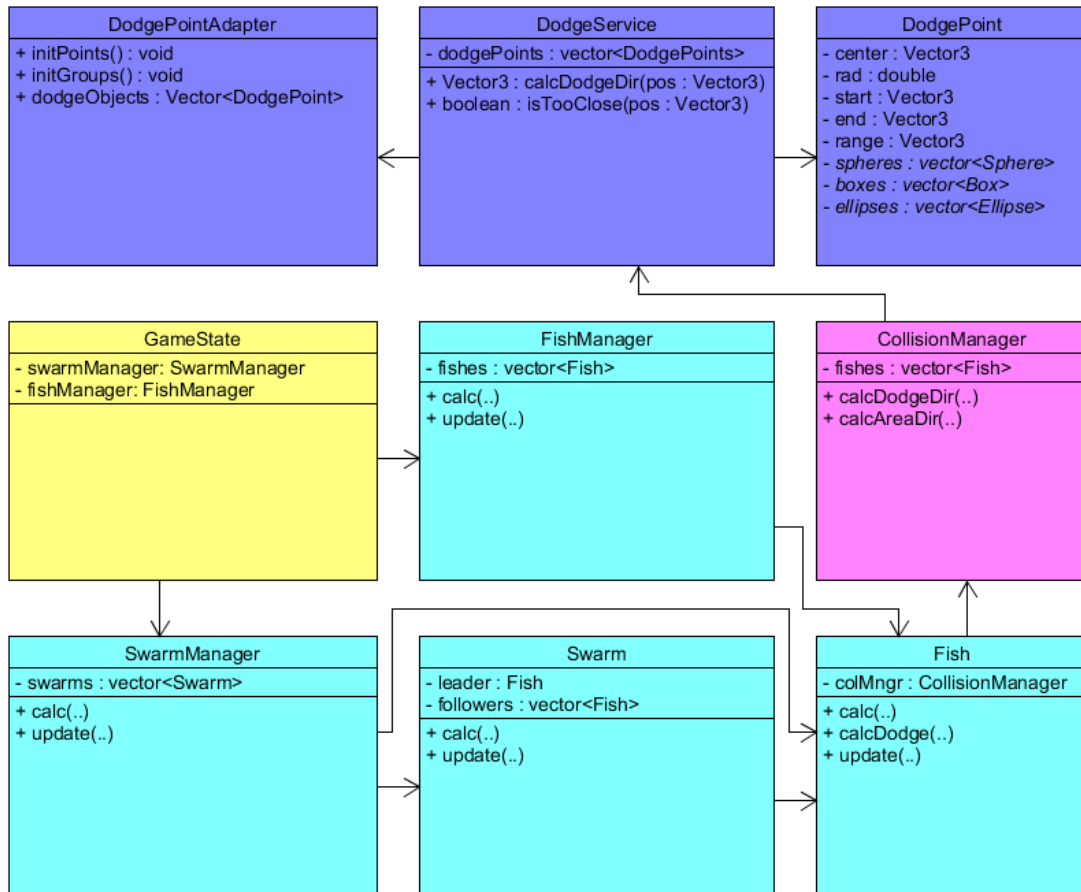 DodgePointAdapter
+ initPoints() : void
+ initGroups() : void
+ dodgeObjects : Vector<DodgePoint>
DodgeService
- dodgePoints : vector<DodgePoints>
+ Vector3 : calcDodgeDir(pos : Vector3)
+ boolean : isTooClose(pos : Vector3)
DodgePoint
- center : Vector3
- rad : double
- start : Vector3
- end : Vector3
- range : Vector3
- spheres : vector<Sphere>
- boxes : vector<Box>
- ellipses : vector<Ellipse>
GameState
- swarmManager: SwarmManager
- fishManager: FishManager
FishManager
- fishes : vector<Fish>
+ calc(..)
+ update(..)
CollisionManager
- fishes : vector<Fish>
+ calcDodgeDir(..)
+ calcAreaDir(..)
SwarmManager
- swarms : vector<Swarm>
+ calc(..)
+ update(..)
Swarm
- leader : Fish
- followers : vector<Fish>
+ calc(..)
+ update(..)
Fish
- colMngr : CollisionManager
+ calc(..)
+ calcDodge(..)
+ update(..)